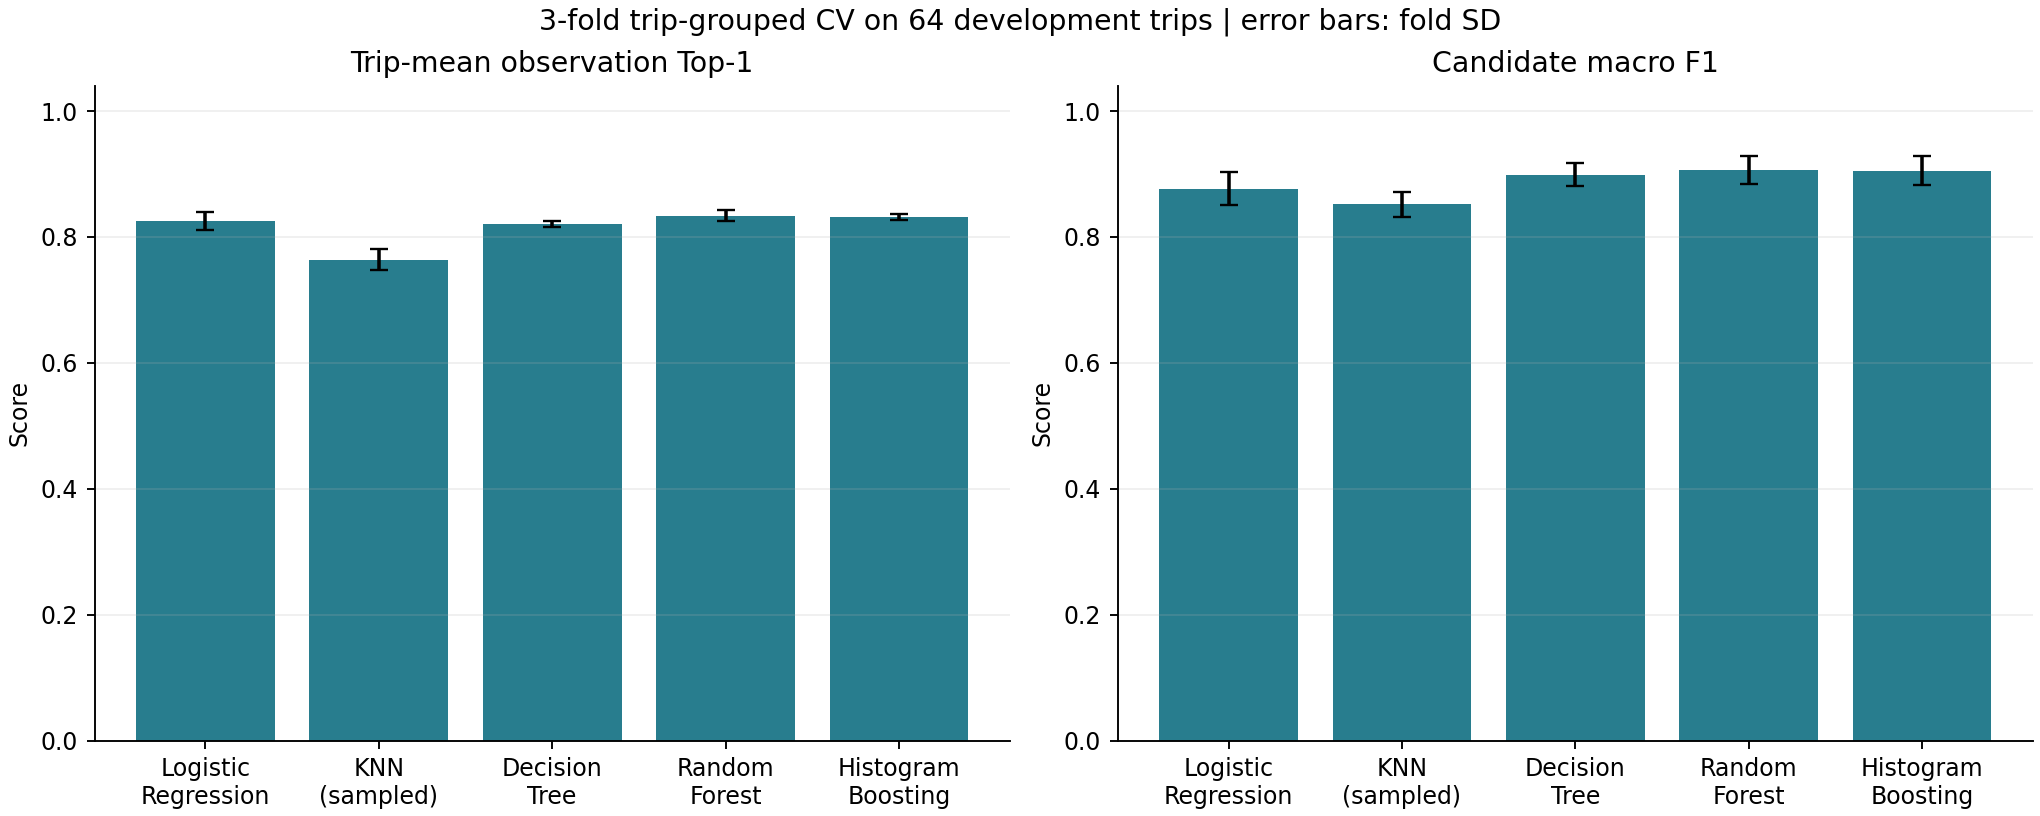 3-fold trip-grouped CV on 64 development trips | error bars: fold SD
Trip-mean observation Top-1
Score
1.0
0.8
0.6
0.4
0.2
0.0
Logistic
Regression
KNN
(sampled)
Decision
Tree
Random
Forest
Histogram
Boosting
Candidate macro F1
Score
1.0
0.8
0.6
0.4
0.2
0.0
Logistic
Regression
KNN
(sampled)
Decision
Tree
Random
Forest
Histogram
Boosting